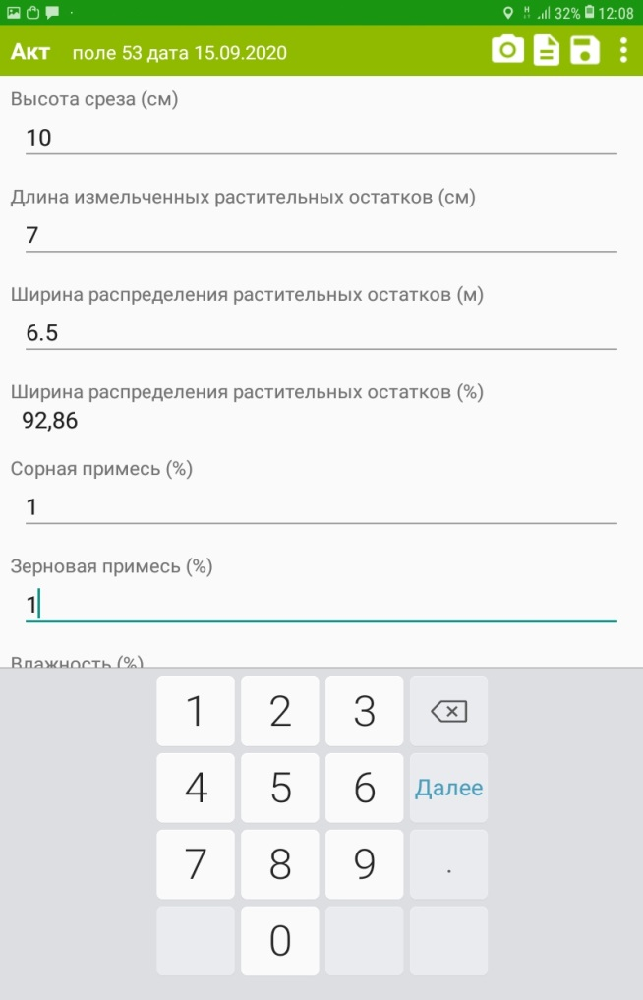 32% 12:08
Акт поле 53 дата 15.09.2020
Высота среза (см)
10
Длина измельченных растительных остатков (см)
7
Ширина распределения растительных остатков (м)
6.5
Ширина распределения растительных остатков (%)
92,86
Сорная примесь (%)
1
Зерновая примесь (%)
1
Влажность (%)
1 2 3
4 5 6 Далее
7 8 9 .
0